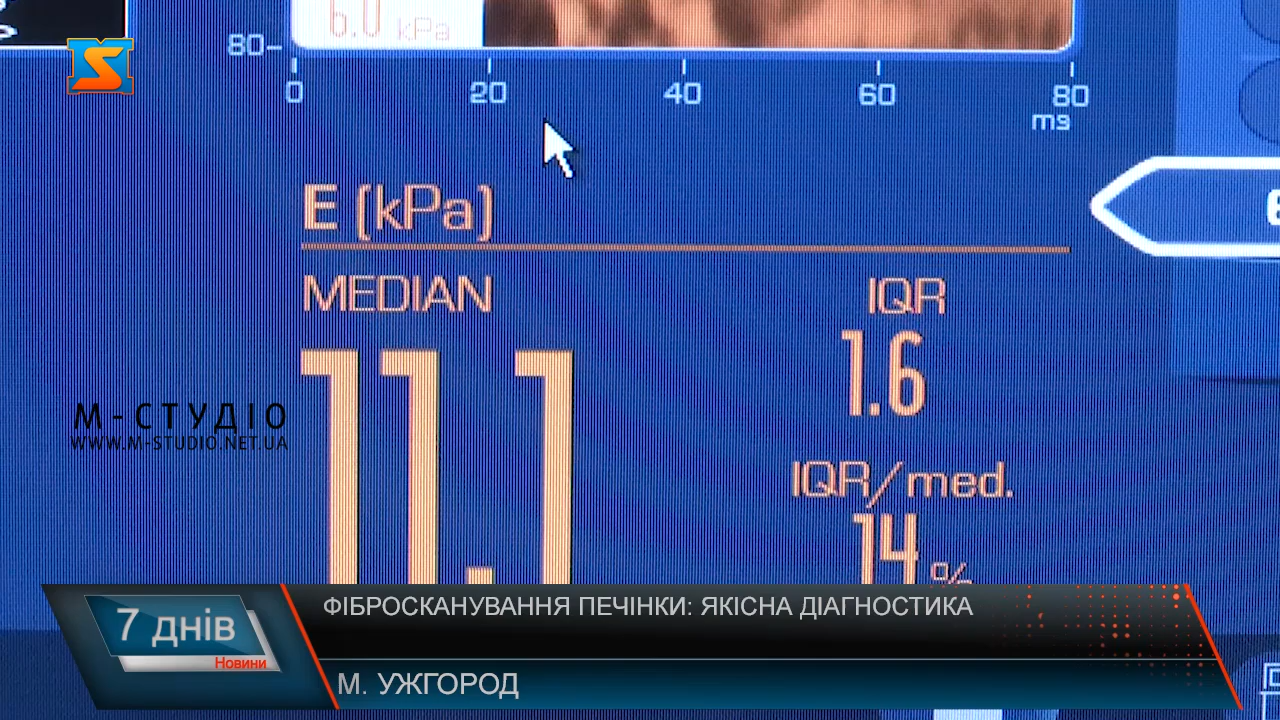 6.0 kPa
80-
0 20 40 60 80
ms
E (kPa)
MEDIAN
IQR
11.1
1.6
М-СТУДІО
WWW.M-STUDIO.NET.UA
IQR/med.
14 %
ФІБРОСКАНУВАННЯ ПЕЧІНКИ: ЯКІСНА ДІАГНОСТИКА
7 днів
Новини
М. УЖГОРОД